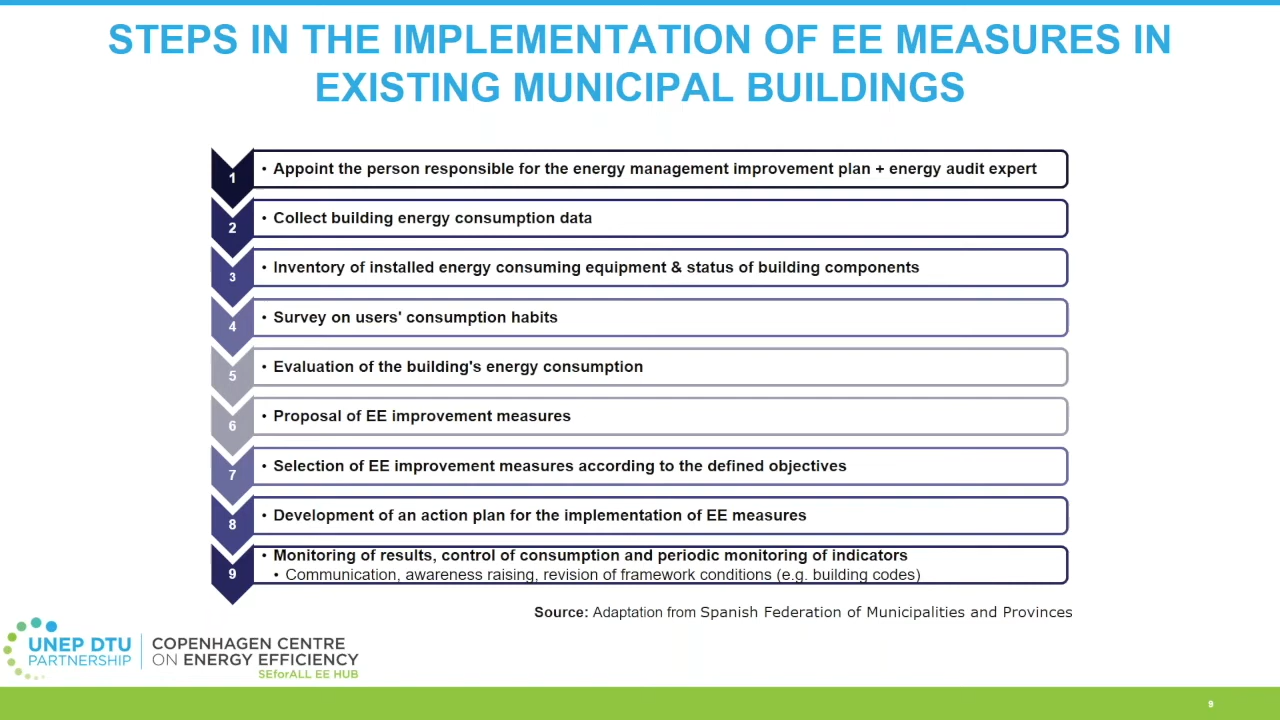 STEPS IN THE IMPLEMENTATION OF EE MEASURES IN
EXISTING MUNICIPAL BUILDINGS
1
• Appoint the person responsible for the energy management improvement plan + energy audit expert
2
• Collect building energy consumption data
3
• Inventory of installed energy consuming equipment & status of building components
4
• Survey on users' consumption habits
5
• Evaluation of the building's energy consumption
6
• Proposal of EE improvement measures
7
• Selection of EE improvement measures according to the defined objectives
8
• Development of an action plan for the implementation of EE measures
9
• Monitoring of results, control of consumption and periodic monitoring of indicators
• Communication, awareness raising, revision of framework conditions (e.g. building codes)
Source: Adaptation from Spanish Federation of Municipalities and Provinces
UNEP DTU
PARTNERSHIP
COPENHAGEN CENTRE
ON ENERGY EFFICIENCY
SEforALL EE HUB
9